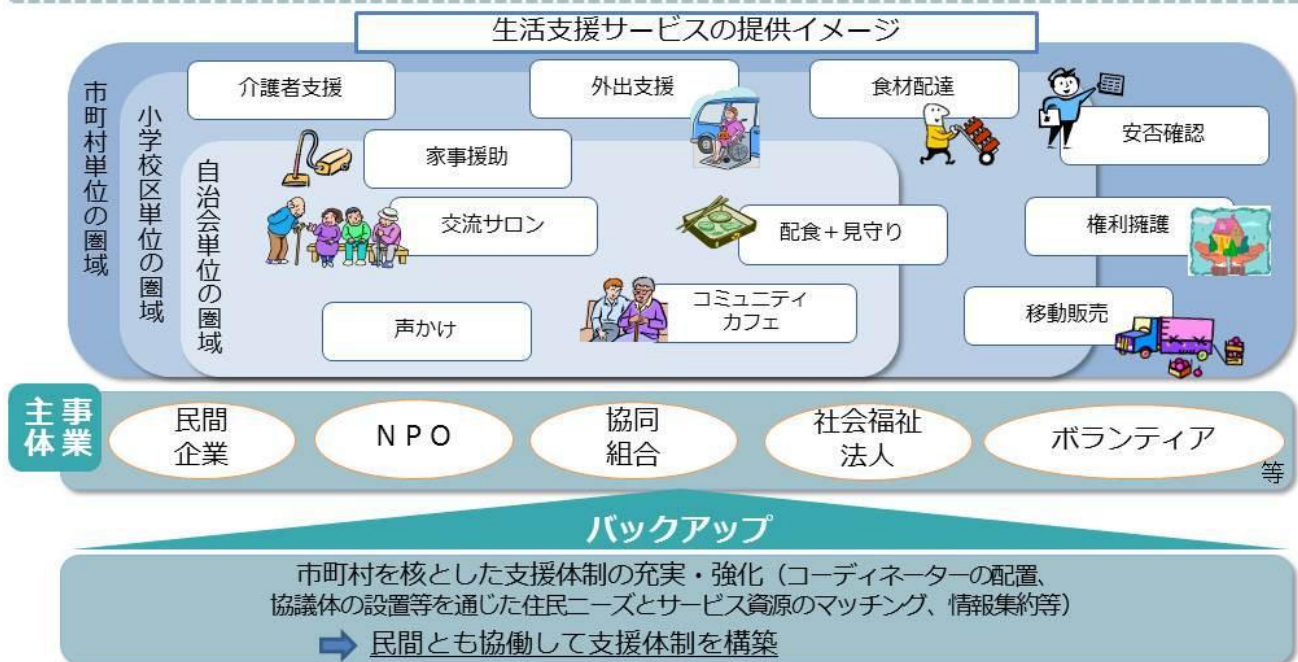 生活支援サービスの提供イメージ
市町村単位の圏域
小学校区単位の圏域
自治会単位の圏域
介護者支援
外出支援
食材配達
安否確認
家事援助
交流サロン
配食+見守り
権利擁護
声かけ
コミュニティ
カフェ
移動販売
事業
主体
民間
企業
NPO
協同
組合
社会福祉
法人
ボランティア
等
バックアップ
市町村を核とした支援体制の充実・強化（コーディネーターの配置、
協議体の設置等を通じた住民ニーズとサービス資源のマッチング、情報集約等）
民間とも協働して支援体制を構築